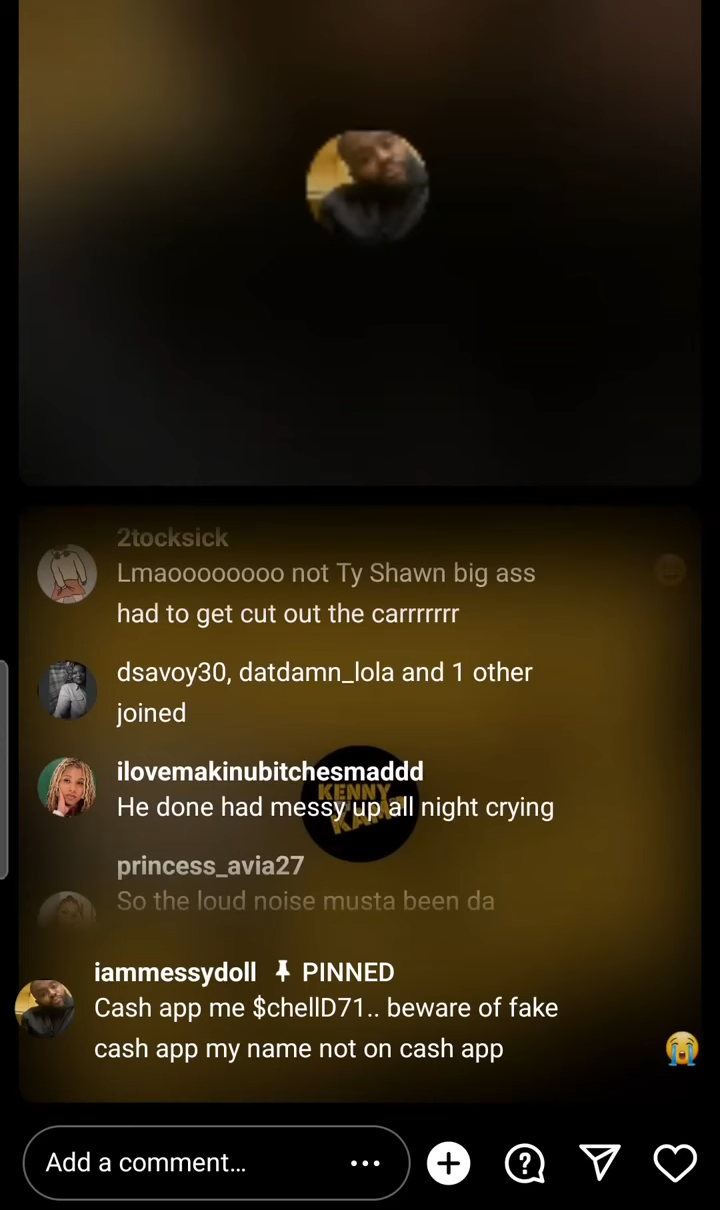 2tocksick
Lmaoooooooo not Ty Shawn big ass
had to get cut out the carrrrrrr
dsavoy30, datdamn_lola and 1 other
joined
ilovemakinubitchesmaddd
KENNY
He done had messy up all night crying
princess_avia27
So the loud noise musta been da
iammessydoll PINNED
Cash app me $chellD71.. beware of fake
cash app my name not on cash app
Add a comment...